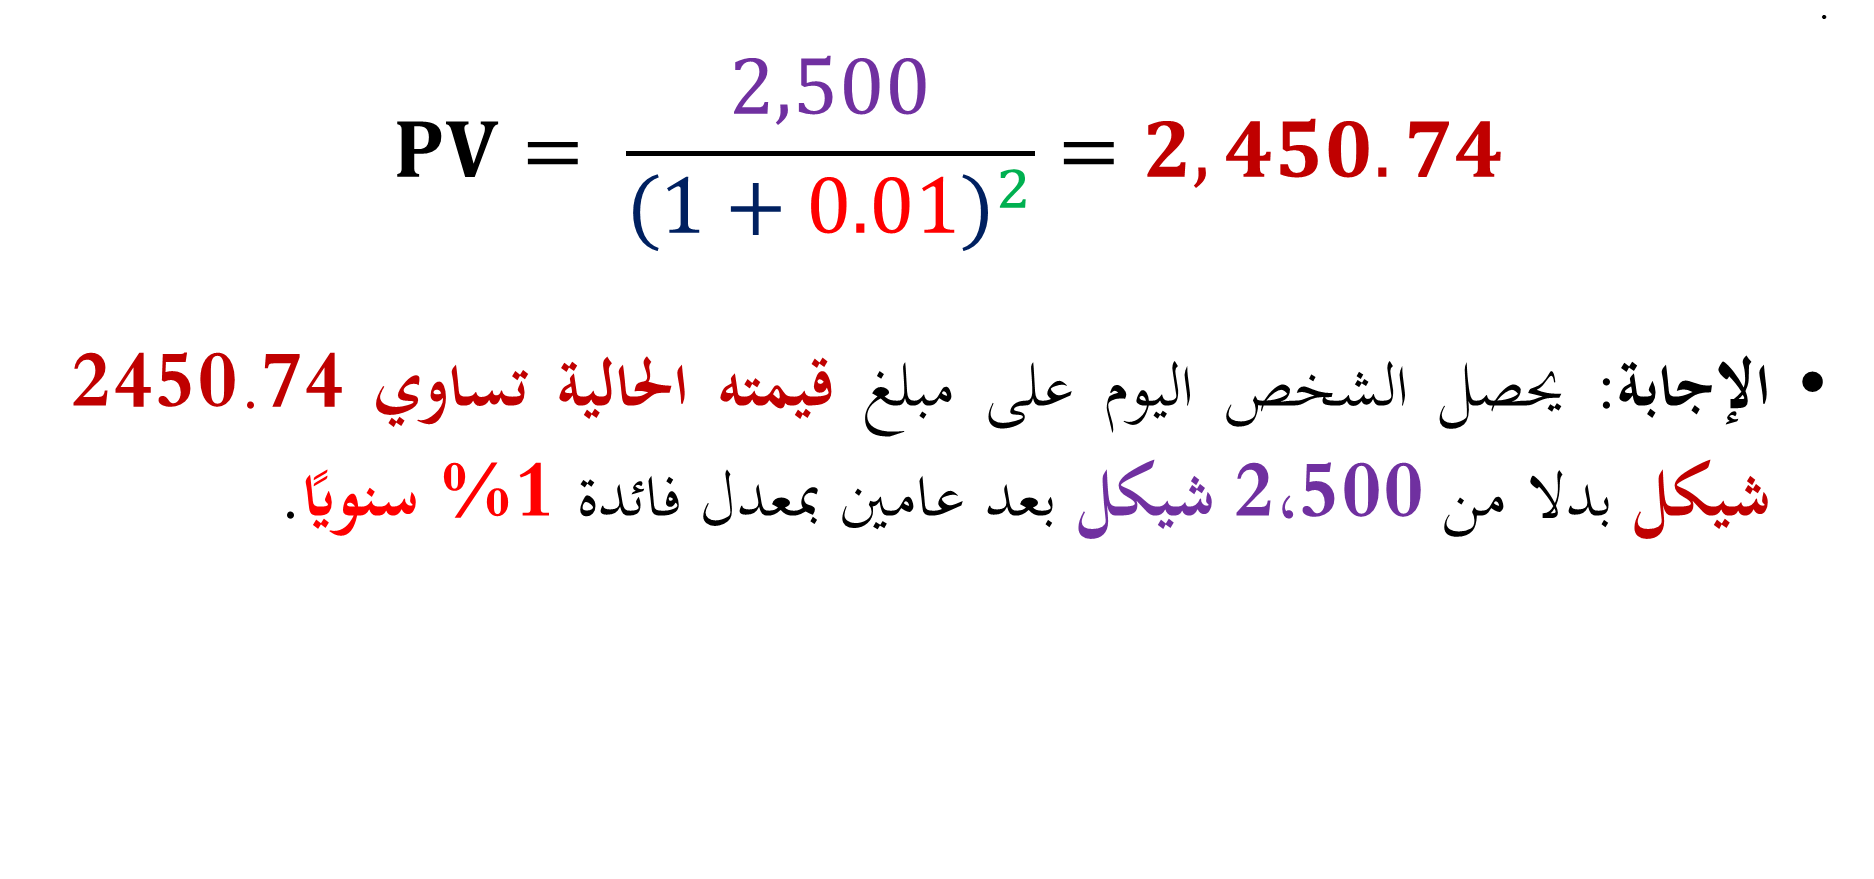 .
PV = 2,500 / (1 + 0.01)² = 2,450.74
• الإجابة: يحصل الشخص اليوم على مبلغ قيمته الحالية تساوي 2450.74
شيكل بدلا من 2،500 شيكل بعد عامين بمعدل فائدة 1% سنويًا.